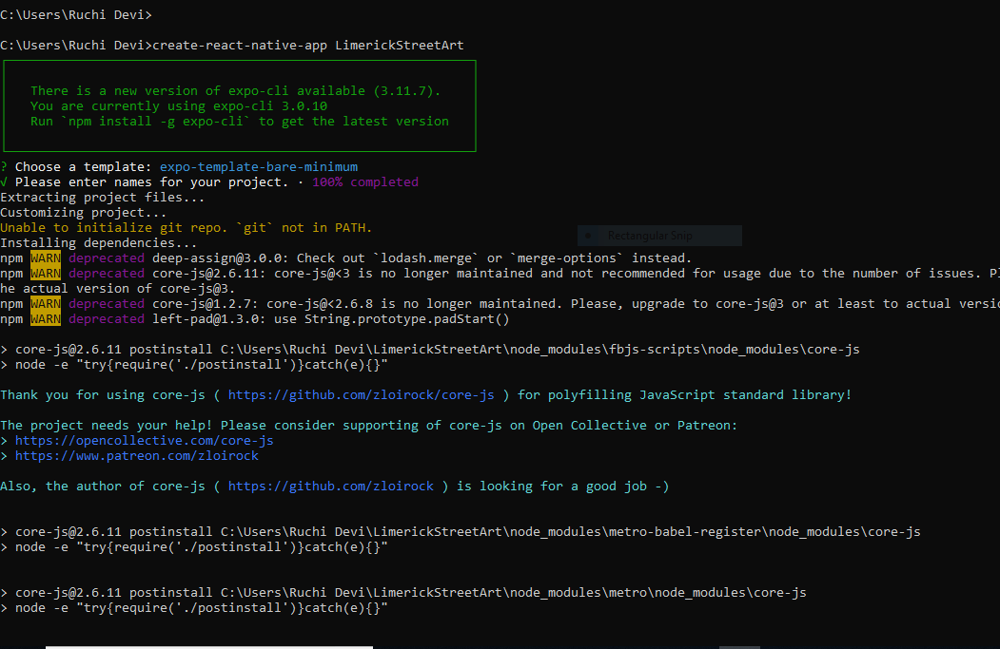 C:\Users\Ruchi Devi>
C:\Users\Ruchi Devi>create-react-native-app LimerickStreetArt
There is a new version of expo-cli available (3.11.7).
You are currently using expo-cli 3.0.10
Run `npm install -g expo-cli` to get the latest version
? Choose a template: expo-template-bare-minimum
√ Please enter names for your project. · 100% completed
Extracting project files...
Customizing project...
Unable to initialize git repo. `git` not in PATH.
Rectangular Snip
Installing dependencies...
npm WARN deprecated deep-assign@3.0.0: Check out `lodash.merge` or `merge-options` instead.
npm WARN deprecated core-js@2.6.11: core-js@<3 is no longer maintained and not recommended for usage due to the number of issues. Pl
he actual version of core-js@3.
npm WARN deprecated core-js@1.2.7: core-js@<2.6.8 is no longer maintained. Please, upgrade to core-js@3 or at least to actual versio
npm WARN deprecated left-pad@1.3.0: use String.prototype.padStart()
> core-js@2.6.11 postinstall C:\Users\Ruchi Devi\LimerickStreetArt\node_modules\fbjs-scripts\node_modules\core-js
> node -e "try{require('./postinstall')}catch(e){}"
Thank you for using core-js ( https://github.com/zloirock/core-js ) for polyfilling JavaScript standard library!
The project needs your help! Please consider supporting of core-js on Open Collective or Patreon:
> https://opencollective.com/core-js
> https://www.patreon.com/zloirock
Also, the author of core-js ( https://github.com/zloirock ) is looking for a good job -)
> core-js@2.6.11 postinstall C:\Users\Ruchi Devi\LimerickStreetArt\node_modules\metro-babel-register\node_modules\core-js
> node -e "try{require('./postinstall')}catch(e){}"
> core-js@2.6.11 postinstall C:\Users\Ruchi Devi\LimerickStreetArt\node_modules\metro\node_modules\core-js
> node -e "try{require('./postinstall')}catch(e){}"